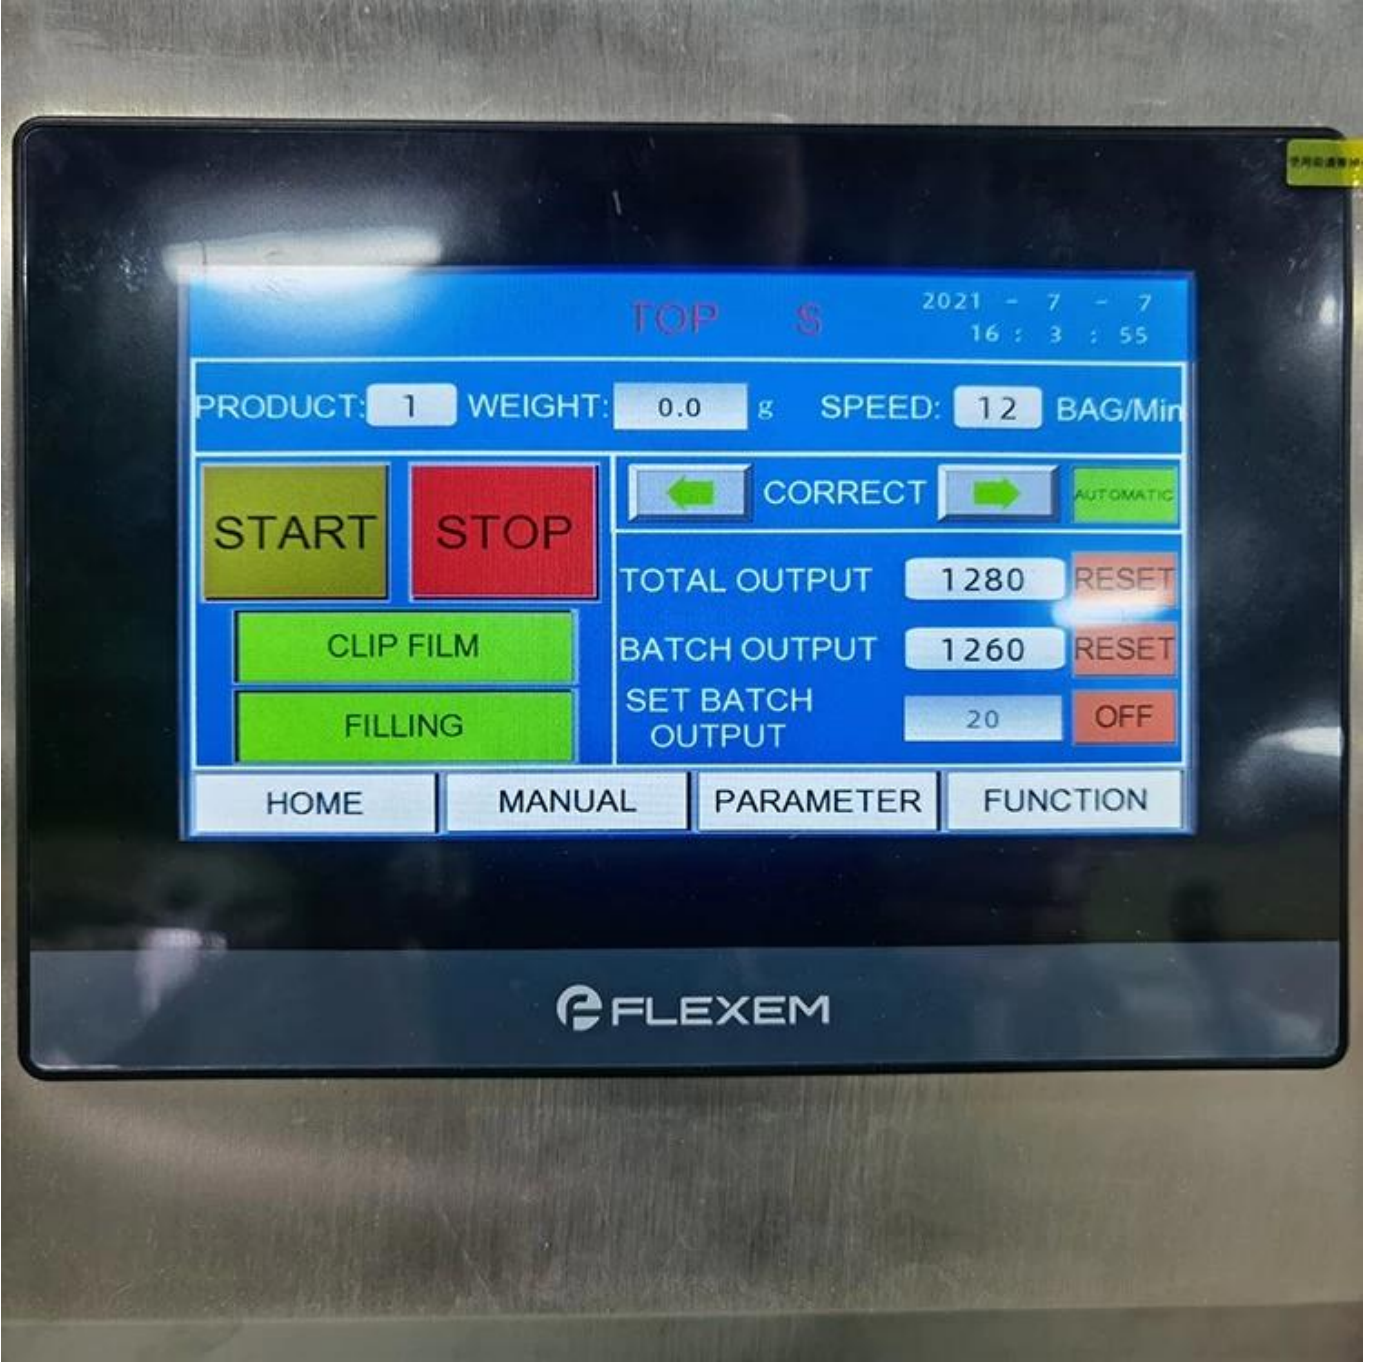 TOP S
2021 - 7 - 7
16 : 3 : 55
PRODUCT: 1 WEIGHT: 0.0 g SPEED: 12 BAG/Min
START STOP
CORRECT AUTOMATIC
TOTAL OUTPUT 1280 RESET
CLIP FILM
BATCH OUTPUT 1260 RESET
FILLING
SET BATCH
OUTPUT
20 OFF
HOME MANUAL PARAMETER FUNCTION
FLEXEM